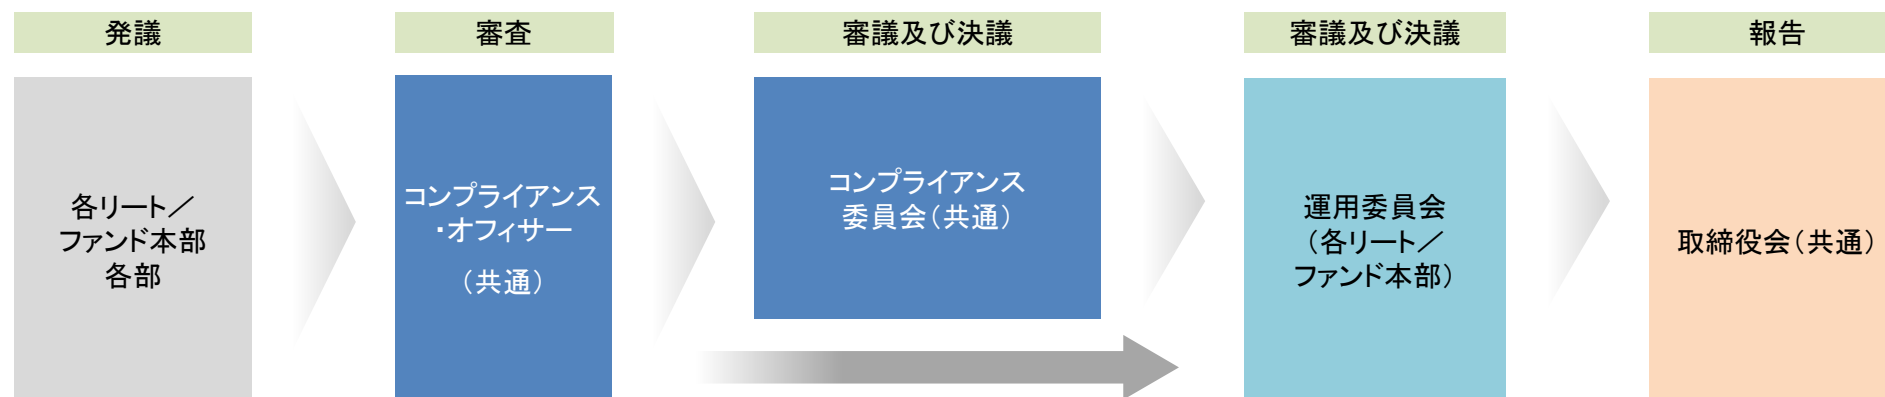 発議
審査
審議及び決議
審議及び決議
報告
各リート／
ファンド本部
各部
コンプライアンス
・オフィサー
（共通）
コンプライアンス
委員会（共通）
運用委員会
（各リート／
ファンド本部）
取締役会（共通）